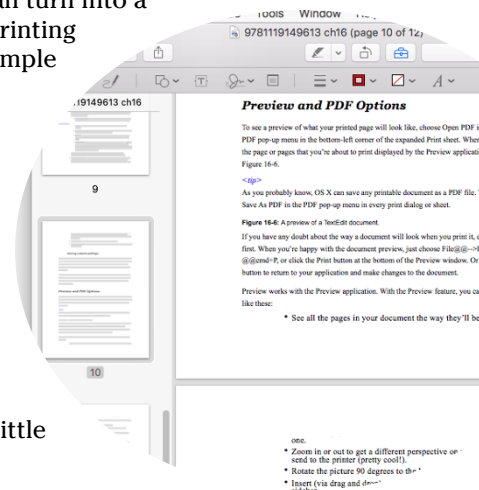 turn into a
Tools Window
rinting
9781119149613 ch16 (page 10 of 12)
mple
T
A
19149613 ch16
Preview and PDF Options
To see a preview of what your printed page will look like, choose Open PDF i
PDF pop-up menu in the bottom-left corner of the expanded Print sheet. When
the page or pages that you're about to print displayed by the Preview applicati
Figure 16-6.
<tip>
As you probably know, OS X can save any printable document as a PDF file.
Save As PDF in the PDF pop-up menu in every print dialog or sheet.
9
Figure 16-6: A preview of a TextEdit document.
If you have any doubt about the way a document will look when you print it,
first. When you're happy with the document preview, just choose File@@-->
@@cmd+P, or click the Print button at the bottom of the Preview window. Or
button to return to your application and make changes to the document.
Preview and PDF Options
Preview works with the Preview application. With the Preview feature, you ca
like these:
• See all the pages in your document the way they'll be
10
ittle
one.
• Zoom in or out to get a different perspective on
send to the printer (pretty cool!).
• Rotate the picture 90 degrees to the
• Insert (via drag and